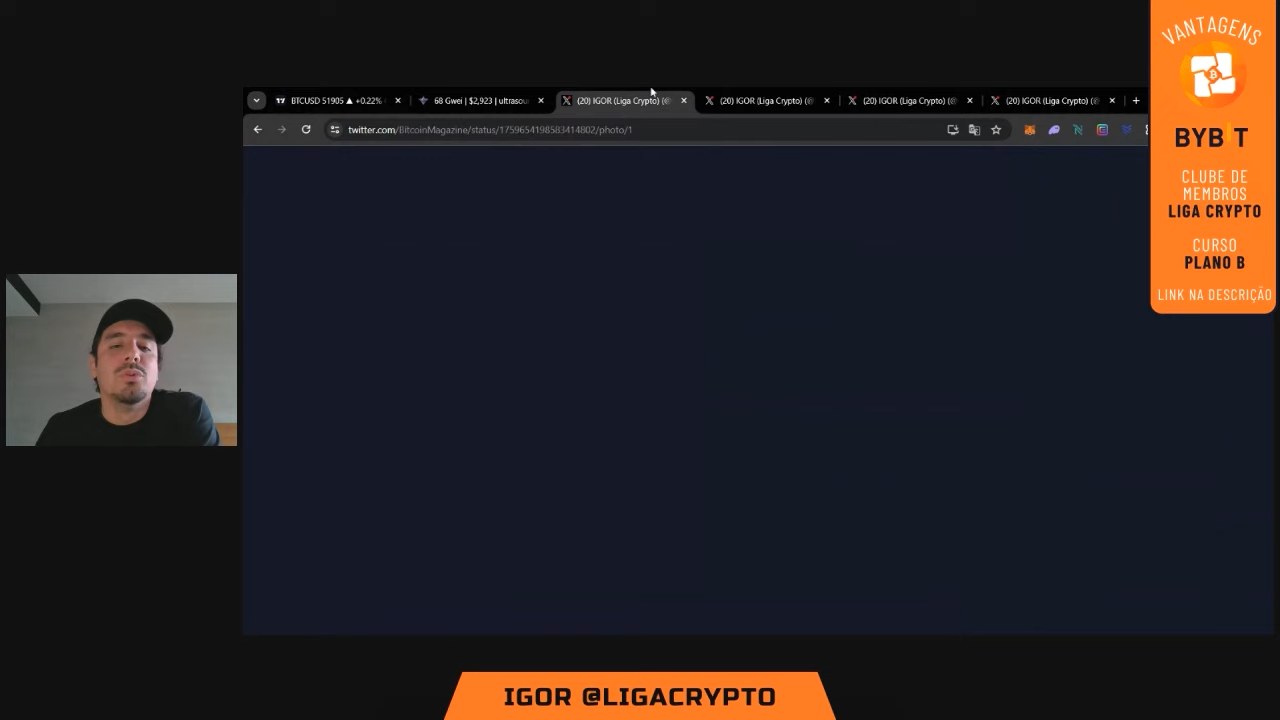 BTCUSD 51905 ▲ +0.22%
68 Gwei | $2,923 | ultrasou
(20) IGOR (Liga Crypto) (@
(20) IGOR (Liga Crypto) (@
(20) IGOR (Liga Crypto) (@
(20) IGOR (Liga Crypto) (@
twitter.com/BitcoinMagazine/status/1759654198583414802/photo/1
VANTAGENS
BYBIT
CLUBE DE
MEMBROS
LIGA CRYPTO
CURSO
PLANO B
LINK NA DESCRIÇÃO
IGOR @LIGACRYPTO